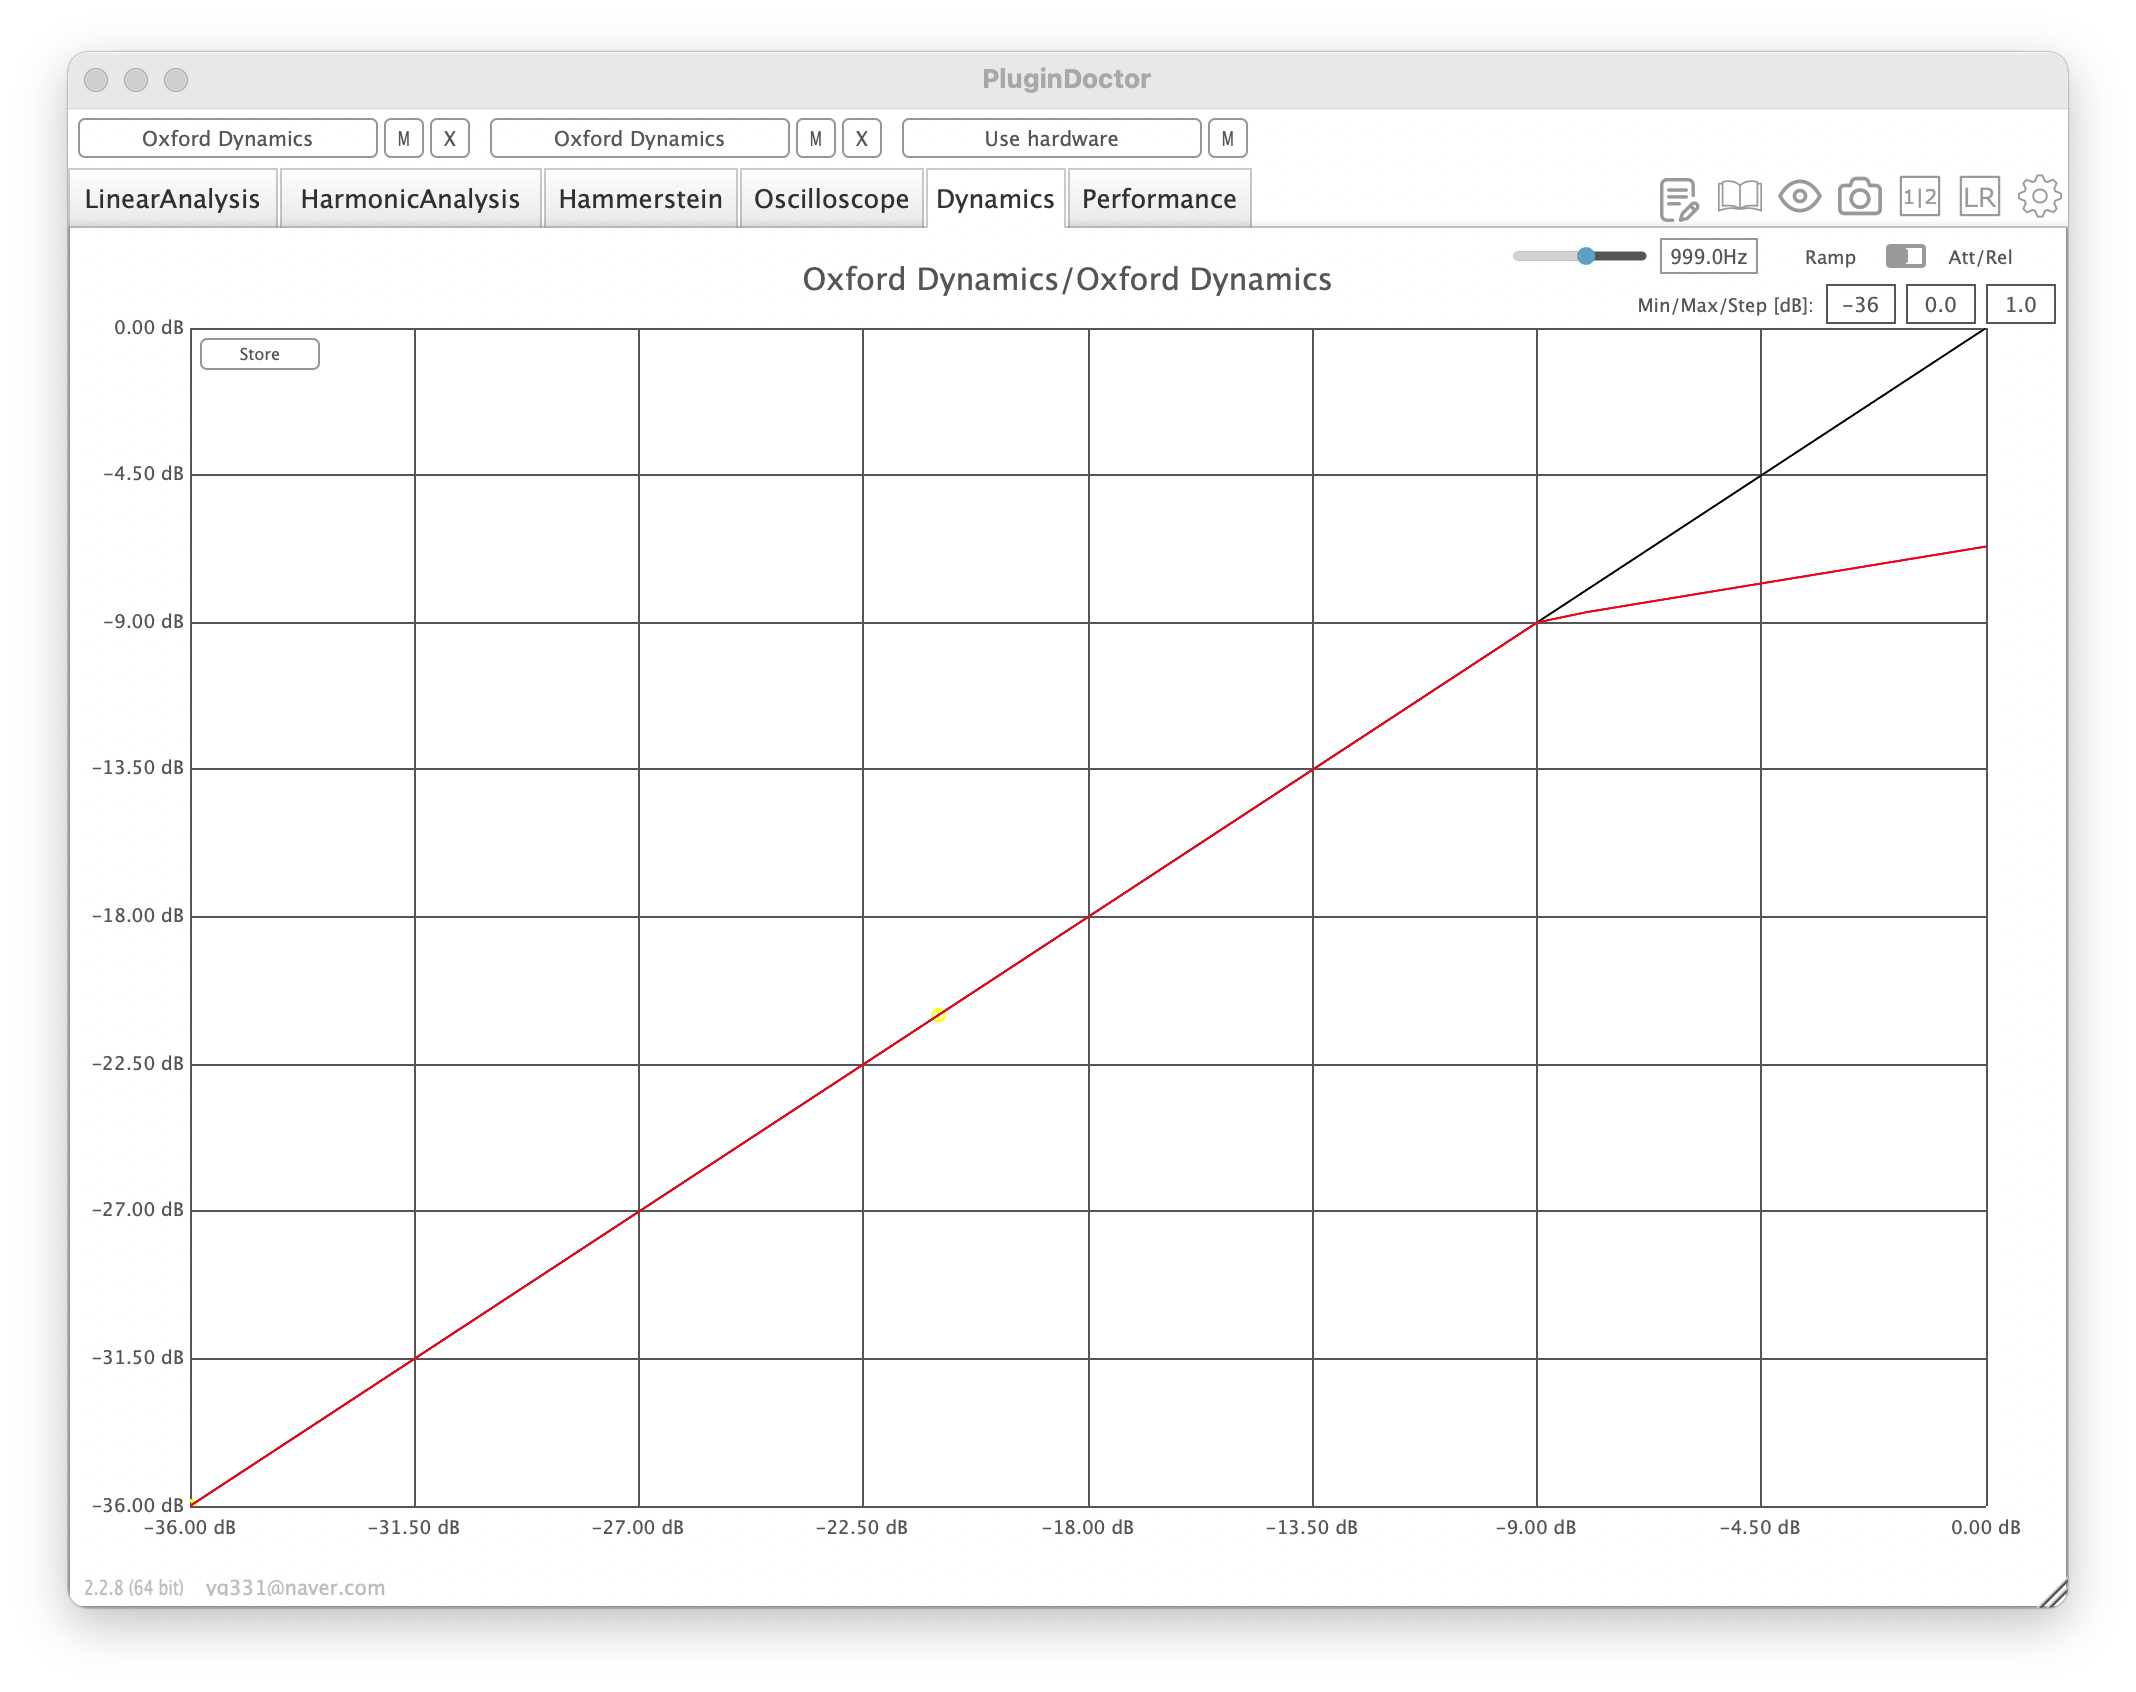 PluginDoctor
Oxford Dynamics M X Oxford Dynamics M X Use hardware M
LinearAnalysis HarmonicAnalysis Hammerstein Oscilloscope Dynamics Performance 1|2 LR
999.0Hz Ramp Att/Rel
Oxford Dynamics/Oxford Dynamics
Min/Max/Step [dB]: -36 0.0 1.0
0.00 dB
Store
-4.50 dB
-9.00 dB
-13.50 dB
-18.00 dB
-22.50 dB
-27.00 dB
-31.50 dB
-36.00 dB
-36.00 dB -31.50 dB -27.00 dB -22.50 dB -18.00 dB -13.50 dB -9.00 dB -4.50 dB 0.00 dB
2.2.8 (64 bit)